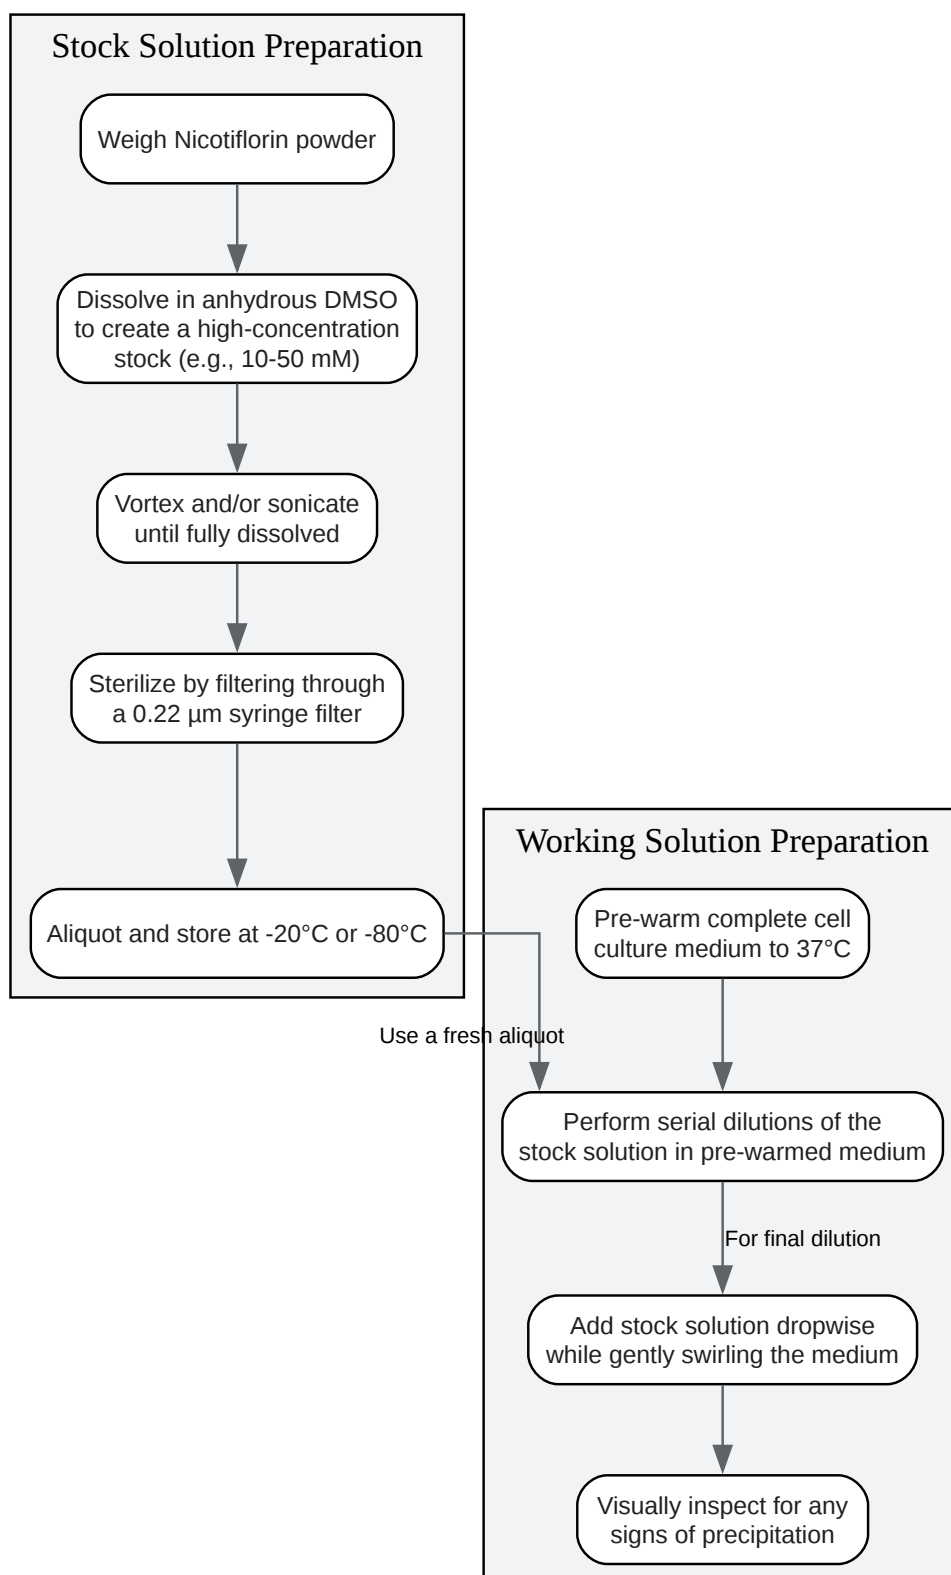 Stock Solution Preparation
Weigh Nicotiflorin powder
Dissolve in anhydrous DMSO
to create a high-concentration
stock (e.g., 10-50 mM)
Vortex and/or sonicate
until fully dissolved
Sterilize by filtering through
a 0.22 µm syringe filter
Aliquot and store at -20°C or -80°C
Use a fresh aliquot
Working Solution Preparation
Pre-warm complete cell
culture medium to 37°C
Perform serial dilutions of the
stock solution in pre-warmed medium
For final dilution
Add stock solution dropwise
while gently swirling the medium
Visually inspect for any
signs of precipitation